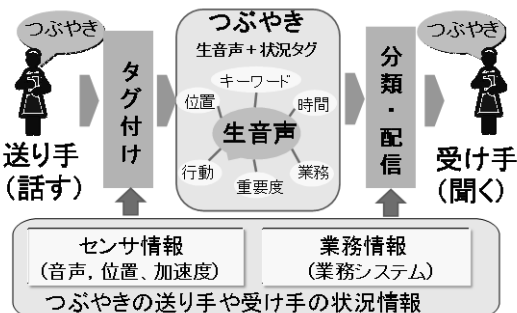 つぶやき
送り手
(話す)
タグ付け
つぶやき
生音声+状況タグ
キーワード
位置
時間
生音声
行動
重要度
業務
分類・配信
つぶやき
受け手
(聞く)
センサ情報
(音声,位置、加速度)
業務情報
(業務システム)
つぶやきの送り手や受け手の状況情報